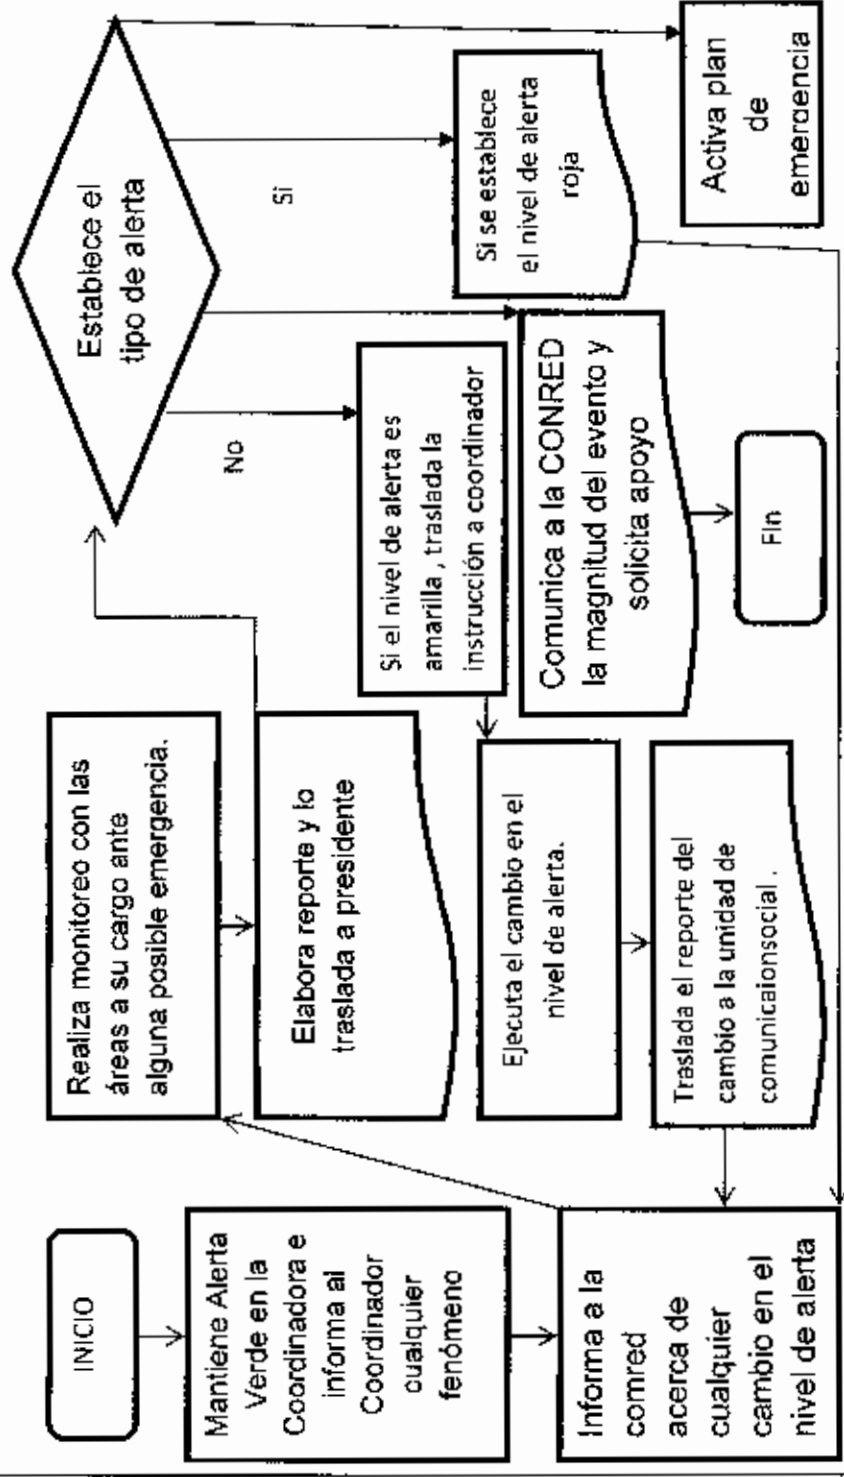 INICIO
Mantiene Alerta
Verde en la
Coordinadora e
informa al
Coordinador
cualquier
fenómeno
Informa a la
comred
acerca de
cualquier
cambio en el
nivel de alerta
Realiza monitoreo con las
áreas a su cargo ante
alguna posible emergencia.
Elabora reporte y lo
traslada a presidente
Ejecuta el cambio en el
nivel de alerta.
Traslada el reporte del
cambio a la unidad de
comunicaionsocial .
Establece el
tipo de alerta
No
Si
Si el nivel de alerta es
amarilla , traslada la
instrucción a coordinador
Comunica a la CONRED
la magnitud del evento y
solicita apoyo
Fin
Si se establece
el nivel de alerta
roja
Activa plan
de
emergencia